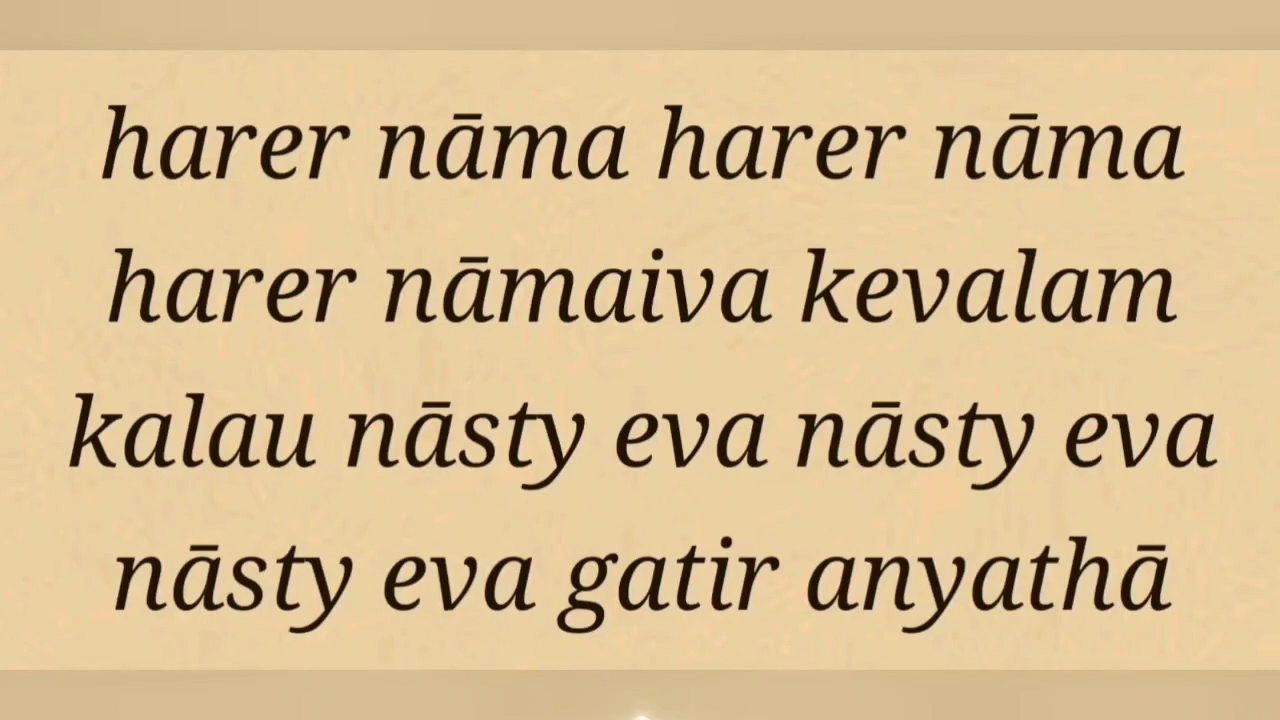 harer nāma harer nāma
harer nāmaiva kevalam
kalau nāsty eva nāsty eva
nāsty eva gatir anyathā